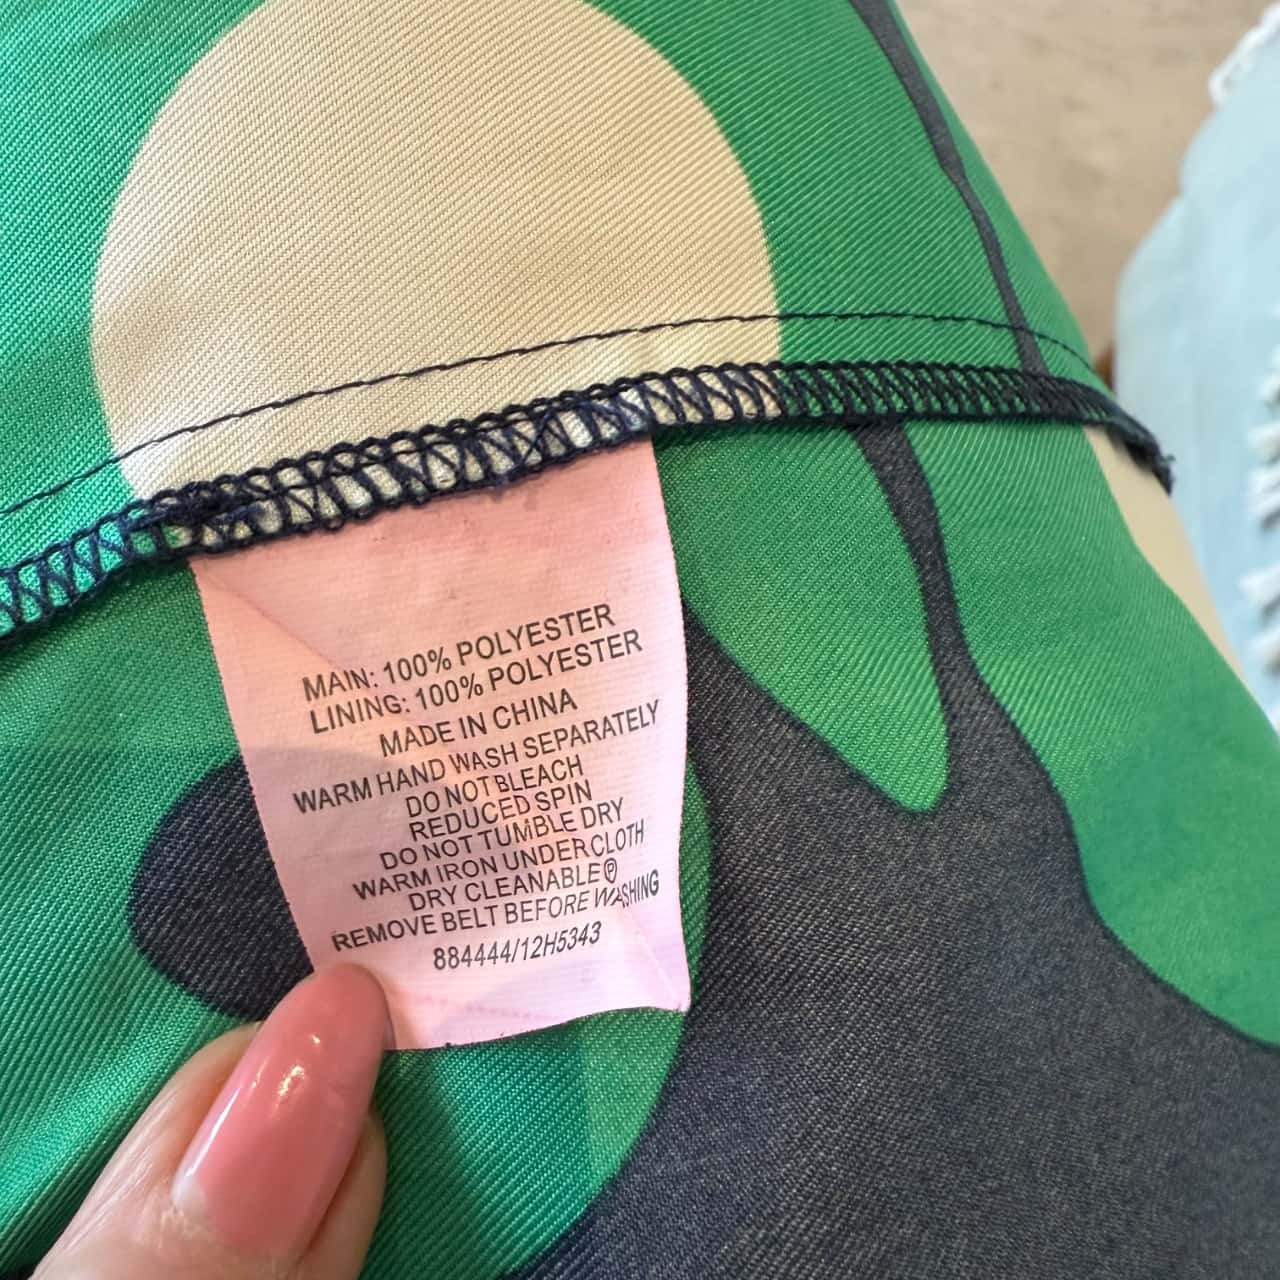 MAIN: 100% POLYESTER
LINING: 100% POLYESTER
MADE IN CHINA
WARM HAND WASH SEPARATELY
DO NOT BLEACH
REDUCED SPIN
DO NOT TUMBLE DRY
WARM IRON UNDER CLOTH
DRY CLEANABLE Ⓟ
REMOVE BELT BEFORE WASHING
884444/12H5343